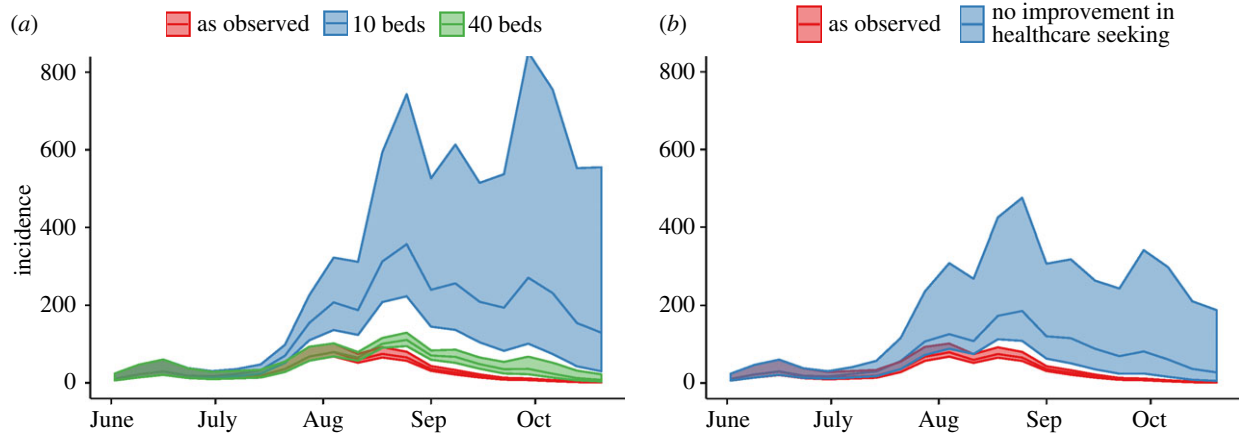 (a) as observed 10 beds 40 beds
800
600
400
200
0
incidence
June July Aug Sep Oct
(b) as observed no improvement in
healthcare seeking
800
600
400
200
0
June July Aug Sep Oct